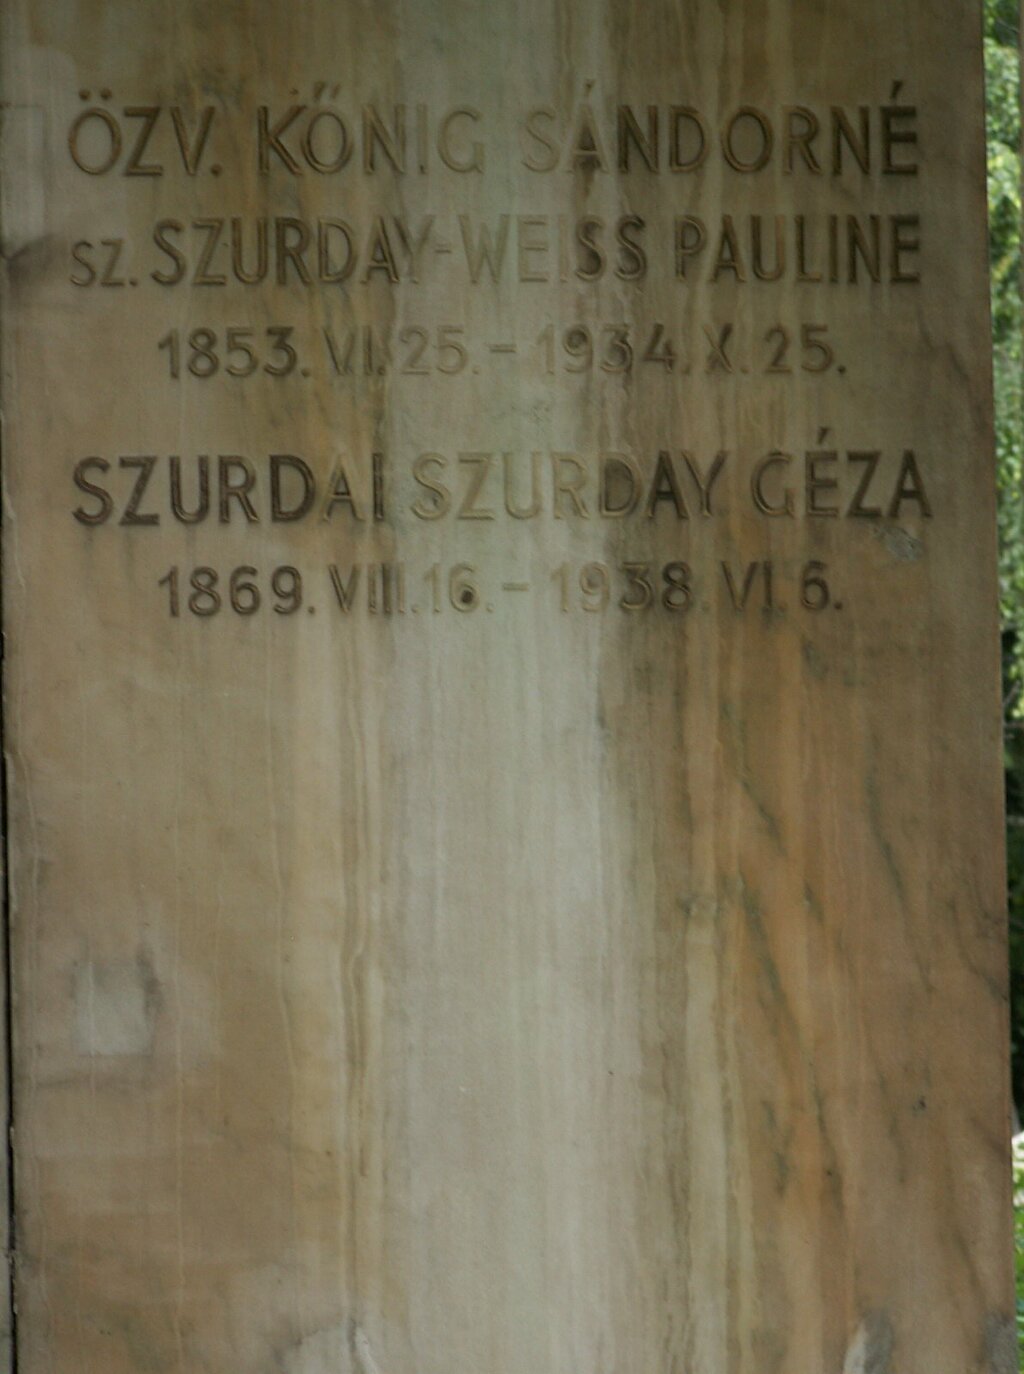 ÖZV. KŐNIG SÁNDORNÉ
SZ. SZURDAY-WEISS PAULINE
1853. VI. 25. - 1934. X. 25.
SZURDAI SZURDAY GÉZA
1869. VIII. 16. - 1938. VI. 6.